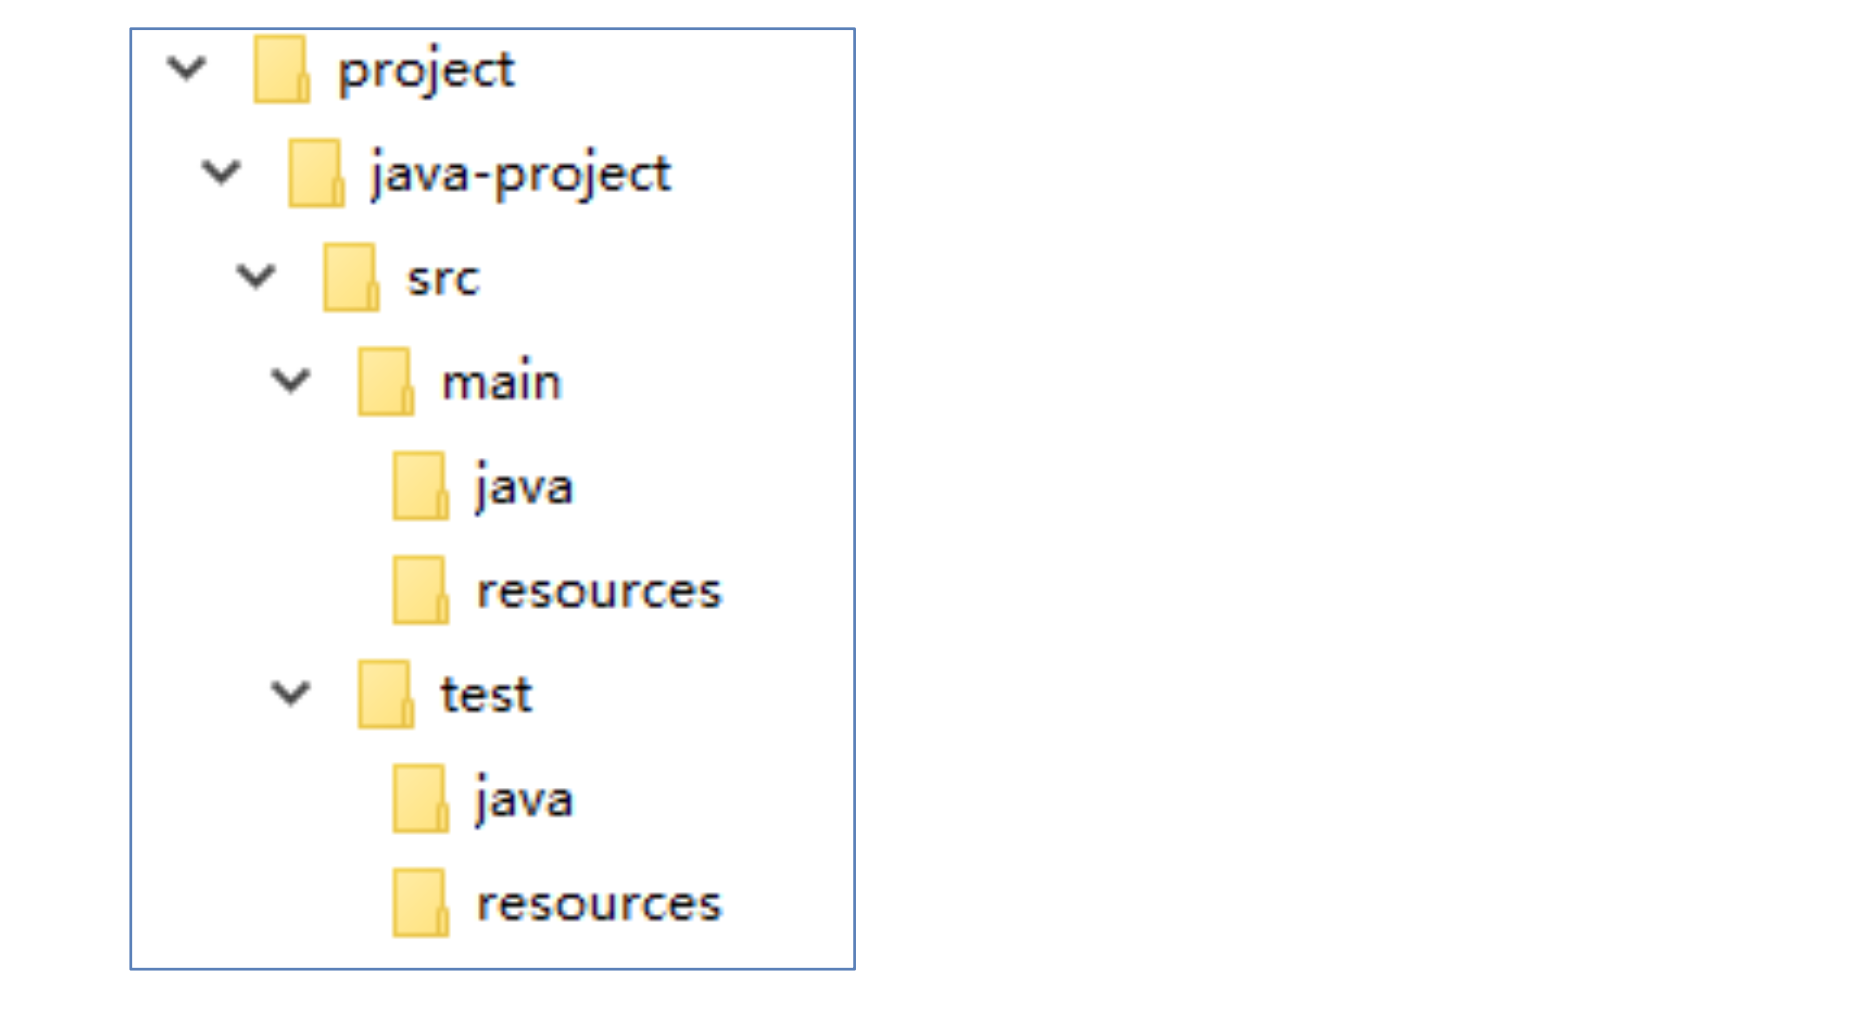 project
java-project
src
main
java
resources
test
java
resources